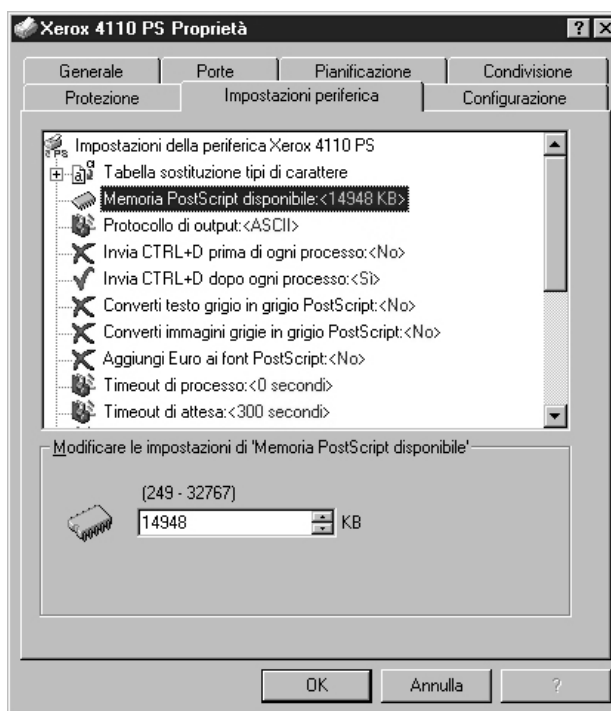 Xerox 4110 PS Proprietà
Generale Porte Pianificazione Condivisione
Protezione Impostazioni periferica Configurazione
Impostazioni della periferica Xerox 4110 PS
Tabella sostituzione tipi di carattere
Memoria PostScript disponibile:<14948 KB>
Protocollo di output:<ASCII>
Invia CTRL+D prima di ogni processo:<No>
Invia CTRL+D dopo ogni processo:<Sì>
Converti testo grigio in grigio PostScript:<No>
Converti immagini grigie in grigio PostScript:<No>
Aggiungi Euro ai font PostScript:<No>
Timeout di processo:<0 secondi>
Timeout di attesa:<300 secondi>
Modificare le impostazioni di 'Memoria PostScript disponibile'
(249 - 32767)
14948 KB
OK Annulla ?